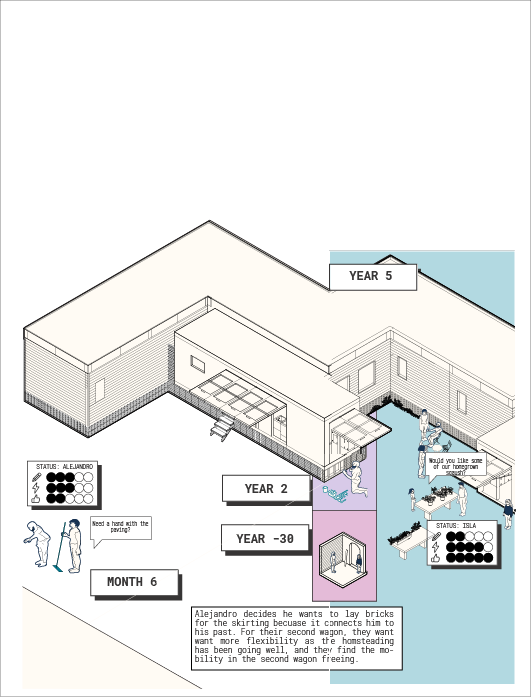 YEAR 5
Would you like some
of our homegrown
squash?
STATUS: ALEJANDRO
YEAR 2
Need a hand with the
paving?
STATUS: ISLA
YEAR -30
MONTH 6
Alejandro decides he wants to lay bricks
for the skirting becuase it connects him to
his past. For their second wagon, they want
want more flexibility as the homsteading
has been going well, and they find the mo-
bility in the second wagon freeing.